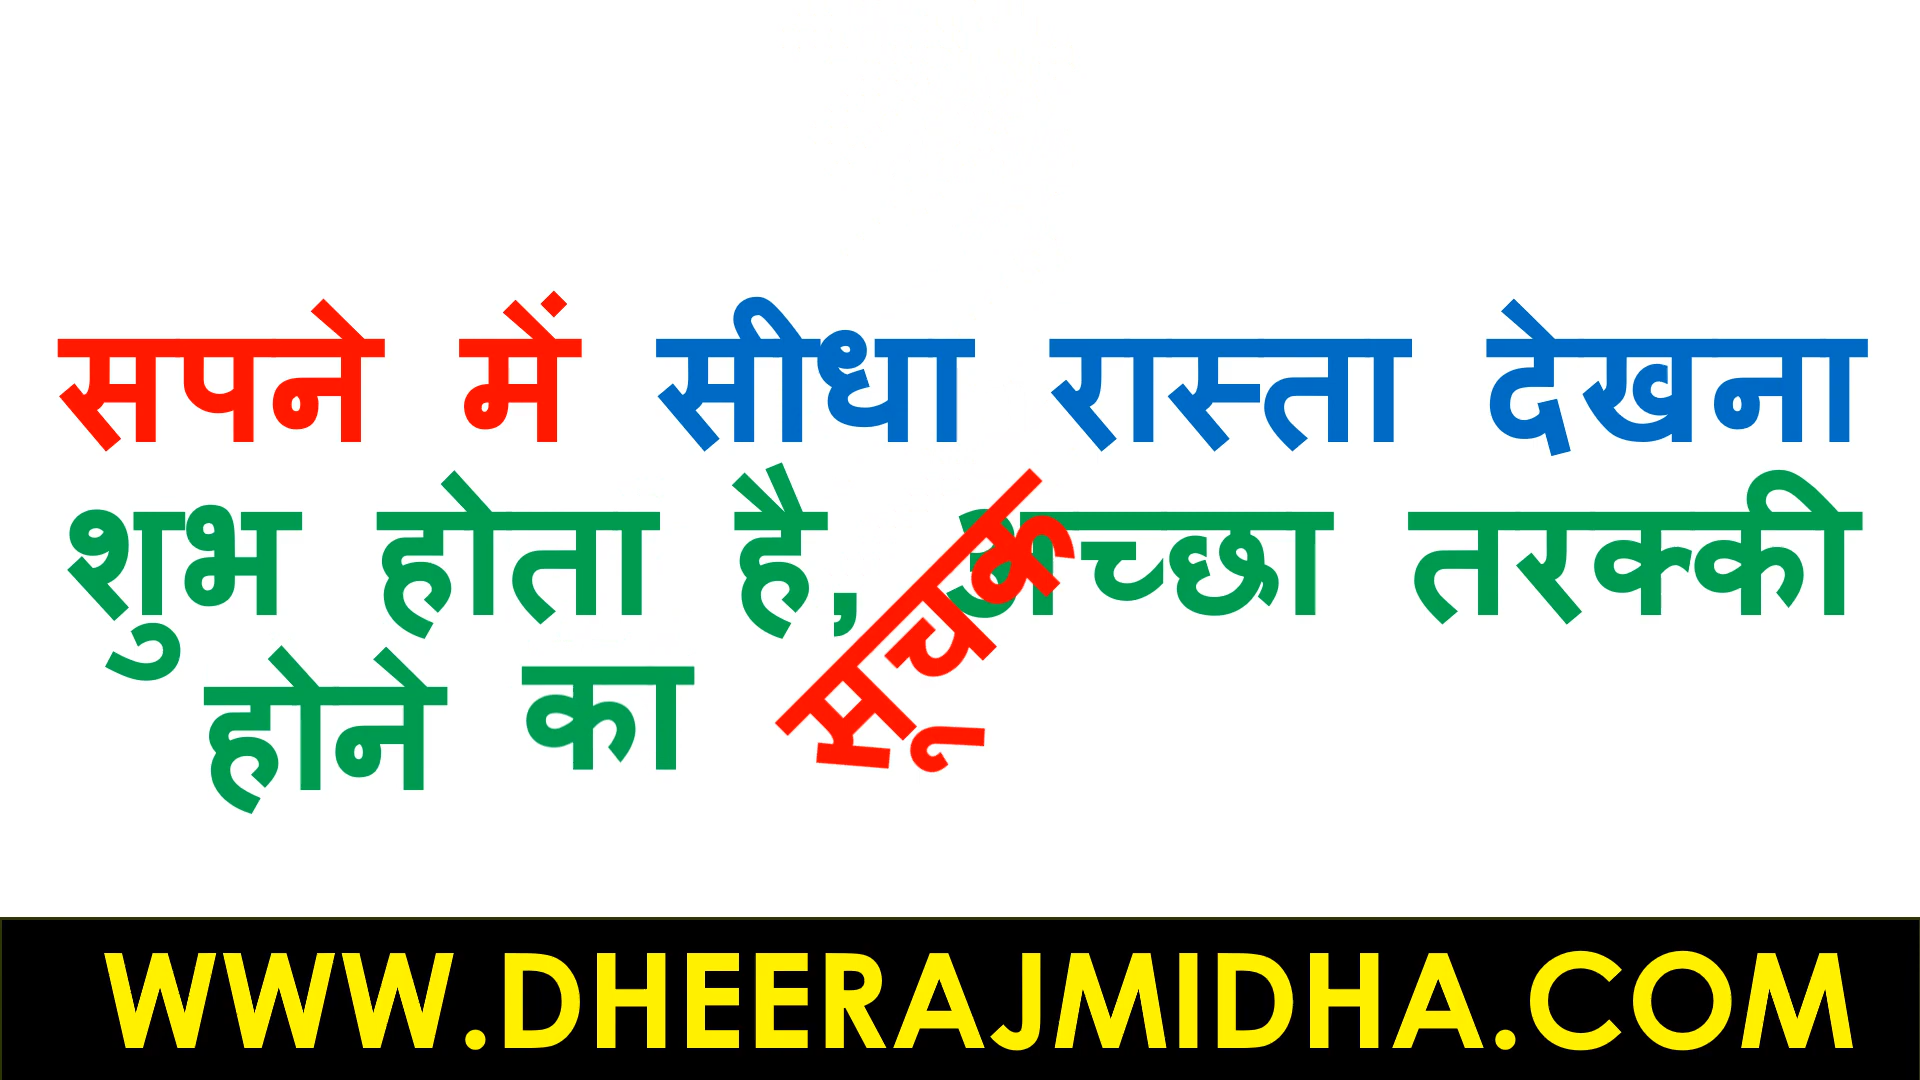 सपने में सीधा रास्ता देखना
शुभ होता है, अच्छा तरक्की
होने का सूचक
WWW.DHEERAJMIDHA.COM